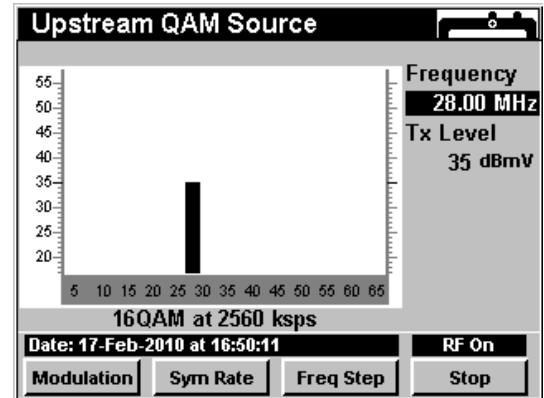 Upstream QAM Source
Frequency
28.00 MHz
Tx Level
35 dBmV
55
50
45
40
35
30
25
20
5 10 15 20 25 30 35 40 45 50 55 60 65
16QAM at 2560 ksps
Date: 17-Feb-2010 at 16:50:11
RF On
Modulation
Sym Rate
Freq Step
Stop